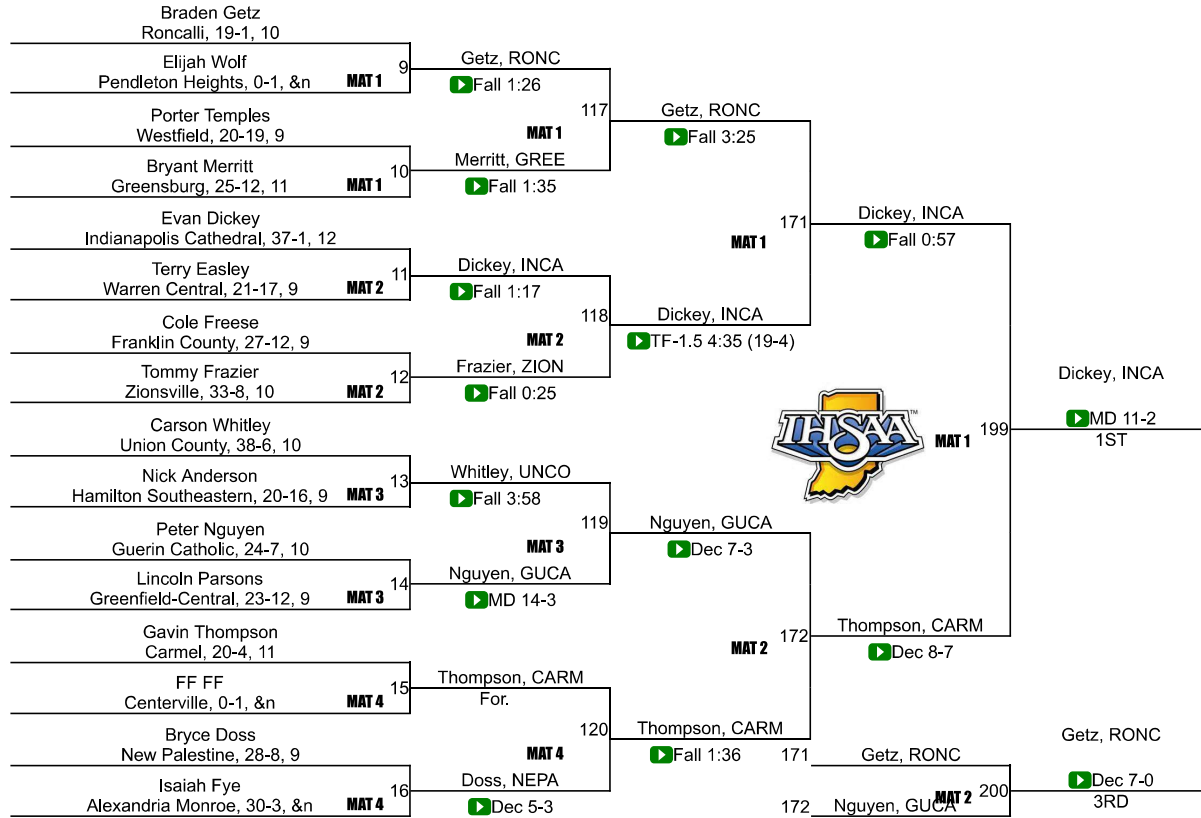 Braden Getz
Roncalli, 19-1, 10
Elijah Wolf
Pendleton Heights, 0-1, &n
MAT 1
9
Getz, RONC
Fall 1:26
Porter Temples
Westfield, 20-19, 9
Bryant Merritt
Greensburg, 25-12, 11
MAT 1
10
Merritt, GREE
Fall 1:35
117
MAT 1
Getz, RONC
Fall 3:25
Evan Dickey
Indianapolis Cathedral, 37-1, 12
Terry Easley
Warren Central, 21-17, 9
MAT 2
11
Dickey, INCA
Fall 1:17
Cole Freese
Franklin County, 27-12, 9
Tommy Frazier
Zionsville, 33-8, 10
MAT 2
12
Frazier, ZION
Fall 0:25
118
MAT 2
Dickey, INCA
TF-1.5 4:35 (19-4)
171
MAT 1
Dickey, INCA
Fall 0:57
Carson Whitley
Union County, 38-6, 10
Nick Anderson
Hamilton Southeastern, 20-16, 9
MAT 3
13
Whitley, UNCO
Fall 3:58
Peter Nguyen
Guerin Catholic, 24-7, 10
Lincoln Parsons
Greenfield-Central, 23-12, 9
MAT 3
14
Nguyen, GUCA
MD 14-3
119
MAT 3
Nguyen, GUCA
Dec 7-3
Gavin Thompson
Carmel, 20-4, 11
FF FF
Centerville, 0-1, &n
MAT 4
15
Thompson, CARM
For.
Bryce Doss
New Palestine, 28-8, 9
Isaiah Fye
Alexandria Monroe, 30-3, &n
MAT 4
16
Doss, NEPA
Dec 5-3
120
MAT 4
Thompson, CARM
Fall 1:36
172
MAT 2
Thompson, CARM
Dec 8-7
IHSAA™
MAT 1
199
Dickey, INCA
MD 11-2
1ST
171
Getz, RONC
172
Nguyen, GUCA
MAT 2
200
Getz, RONC
Dec 7-0
3RD